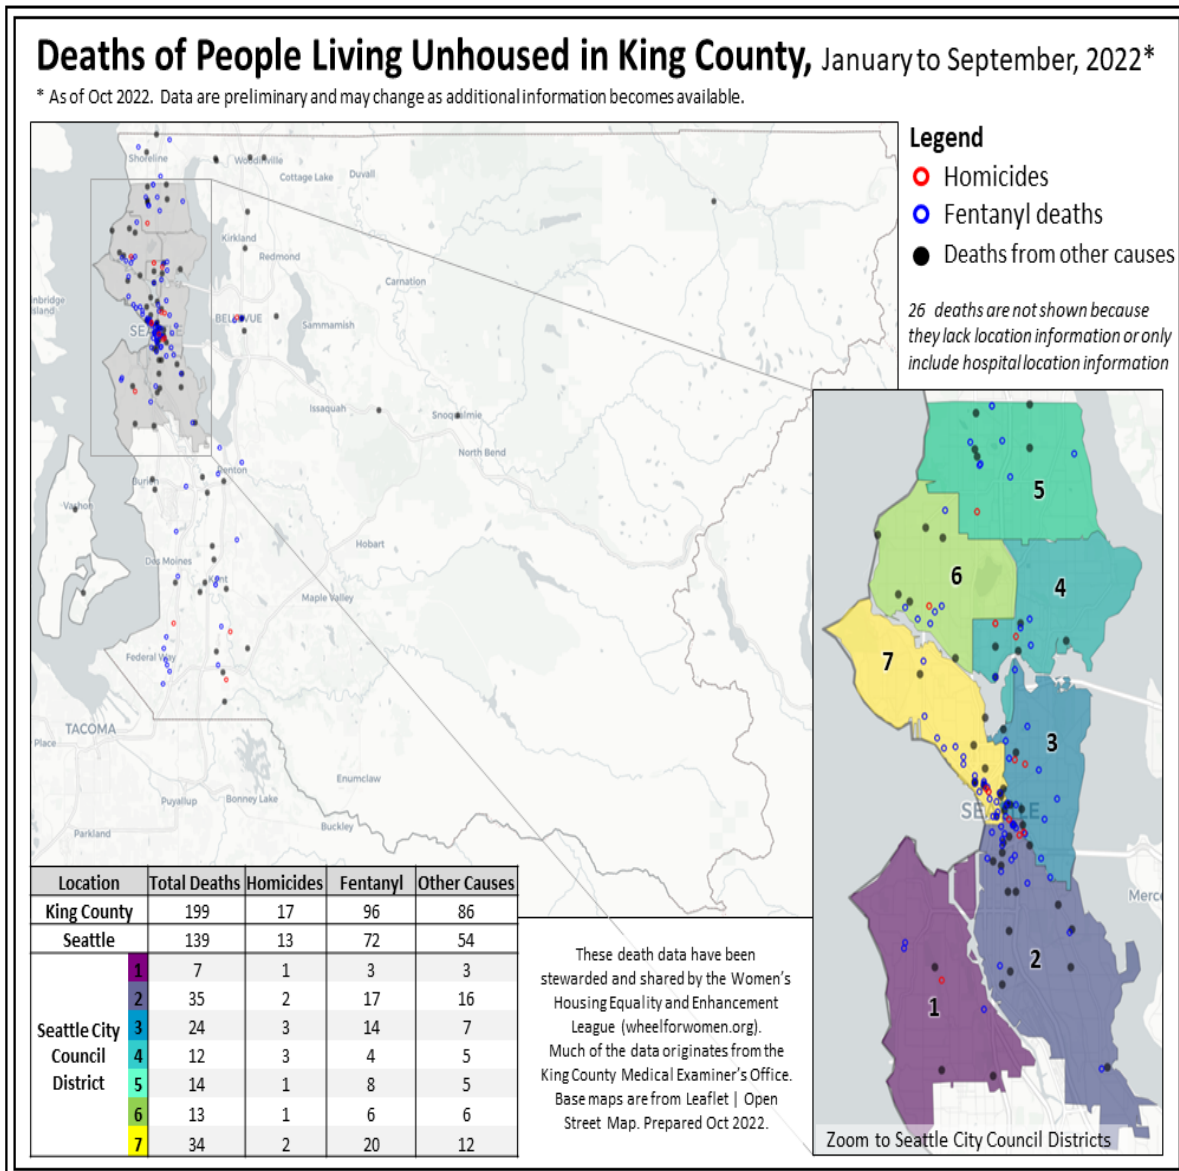 Deaths of People Living Unhoused in King County, January to September, 2022*
* As of Oct 2022. Data are preliminary and may change as additional information becomes available.
Legend
Homicides
Fentanyl deaths
Deaths from other causes
26 deaths are not shown because
they lack location information or only
include hospital location information
Shoreline
Woodinville
Cottage Lake
Duvall
Kirkland
Redmond
Carnation
Island
SEATTLE
BELLEVUE
Sammamish
Issaquah
Snoqualmie
North Bend
Renton
Burien
Vashon
Hobart
Des Moines
Kent
Maple Valley
Federal Way
TACOMA
Place
Enumclaw
Puyallup
Bonney Lake
Buckley
Parkland
5
6
4
7
3
SEATTLE
Merce
2
1
Zoom to Seattle City Council Districts
Location Total Deaths Homicides Fentanyl Other Causes
King County 199 17 96 86
Seattle 139 13 72 54
Seattle City Council District
1 7 1 3 3
2 35 2 17 16
3 24 3 14 7
4 12 3 4 5
5 14 1 8 5
6 13 1 6 6
7 34 2 20 12
These death data have been
stewarded and shared by the Women's
Housing Equality and Enhancement
League (wheelforwomen.org).
Much of the data originates from the
King County Medical Examiner's Office.
Base maps are from Leaflet | Open
Street Map. Prepared Oct 2022.